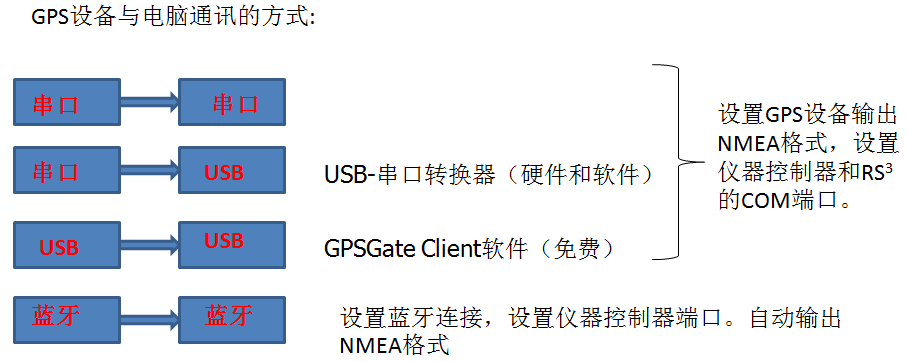 GPS设备与电脑通讯的方式:
串口 串口
串口 USB USB-串口转换器（硬件和软件）
USB USB GPSGate Client软件（免费）
设置GPS设备输出
NMEA格式，设置
仪器控制器和RS³
的COM端口。
蓝牙 蓝牙 设置蓝牙连接，设置仪器控制器端口。自动输出
NMEA格式